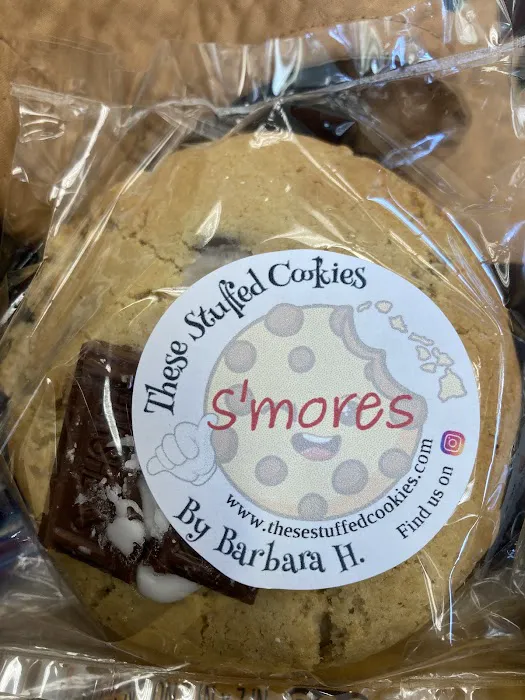 These Stuffed Cookies
s'mores
www.thesestuffedcookies.com
Find us on
By Barbara H.